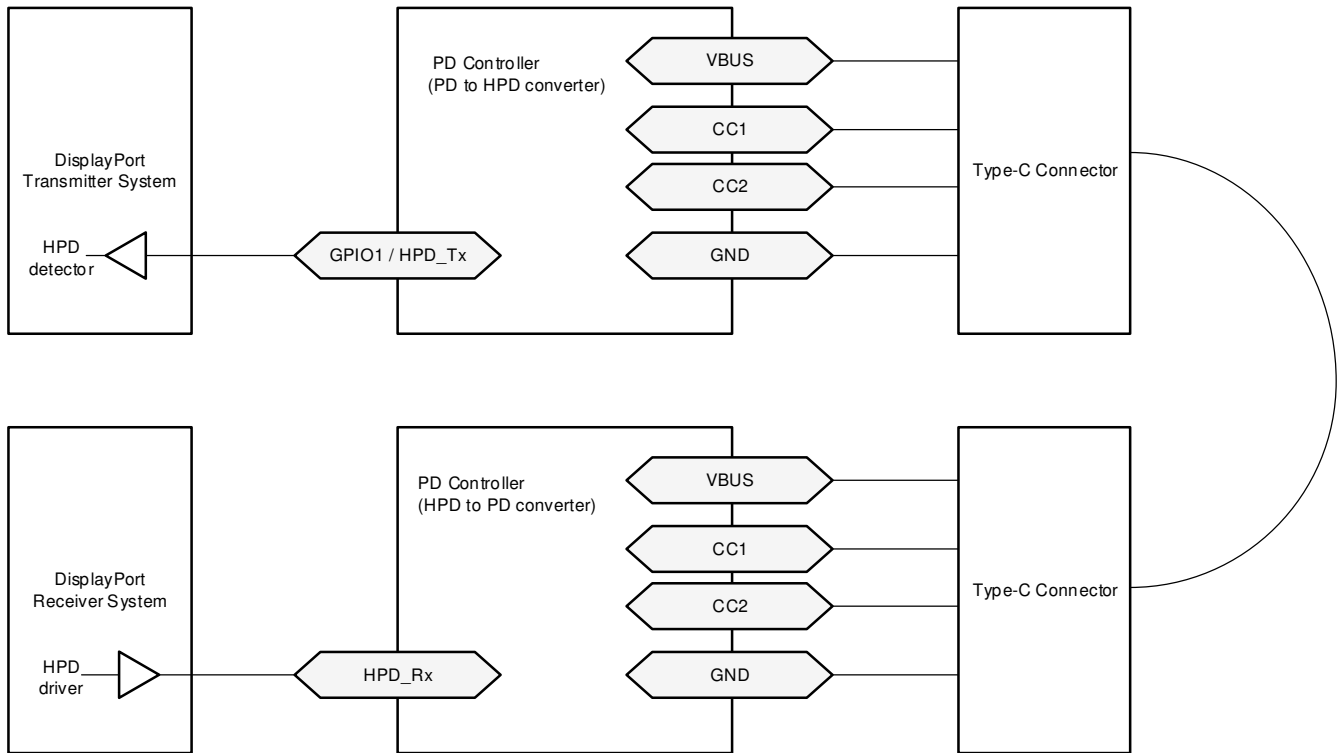 PD Controller
(PD to HPD converter)
VBUS
CC1
CC2
GND
DisplayPort
Transmitter System
HPD
detector
GPIO1 / HPD_Tx
Type-C Connector
PD Controller
(HPD to PD converter)
VBUS
CC1
CC2
GND
DisplayPort
Receiver System
HPD
driver
HPD_Rx
Type-C Connector